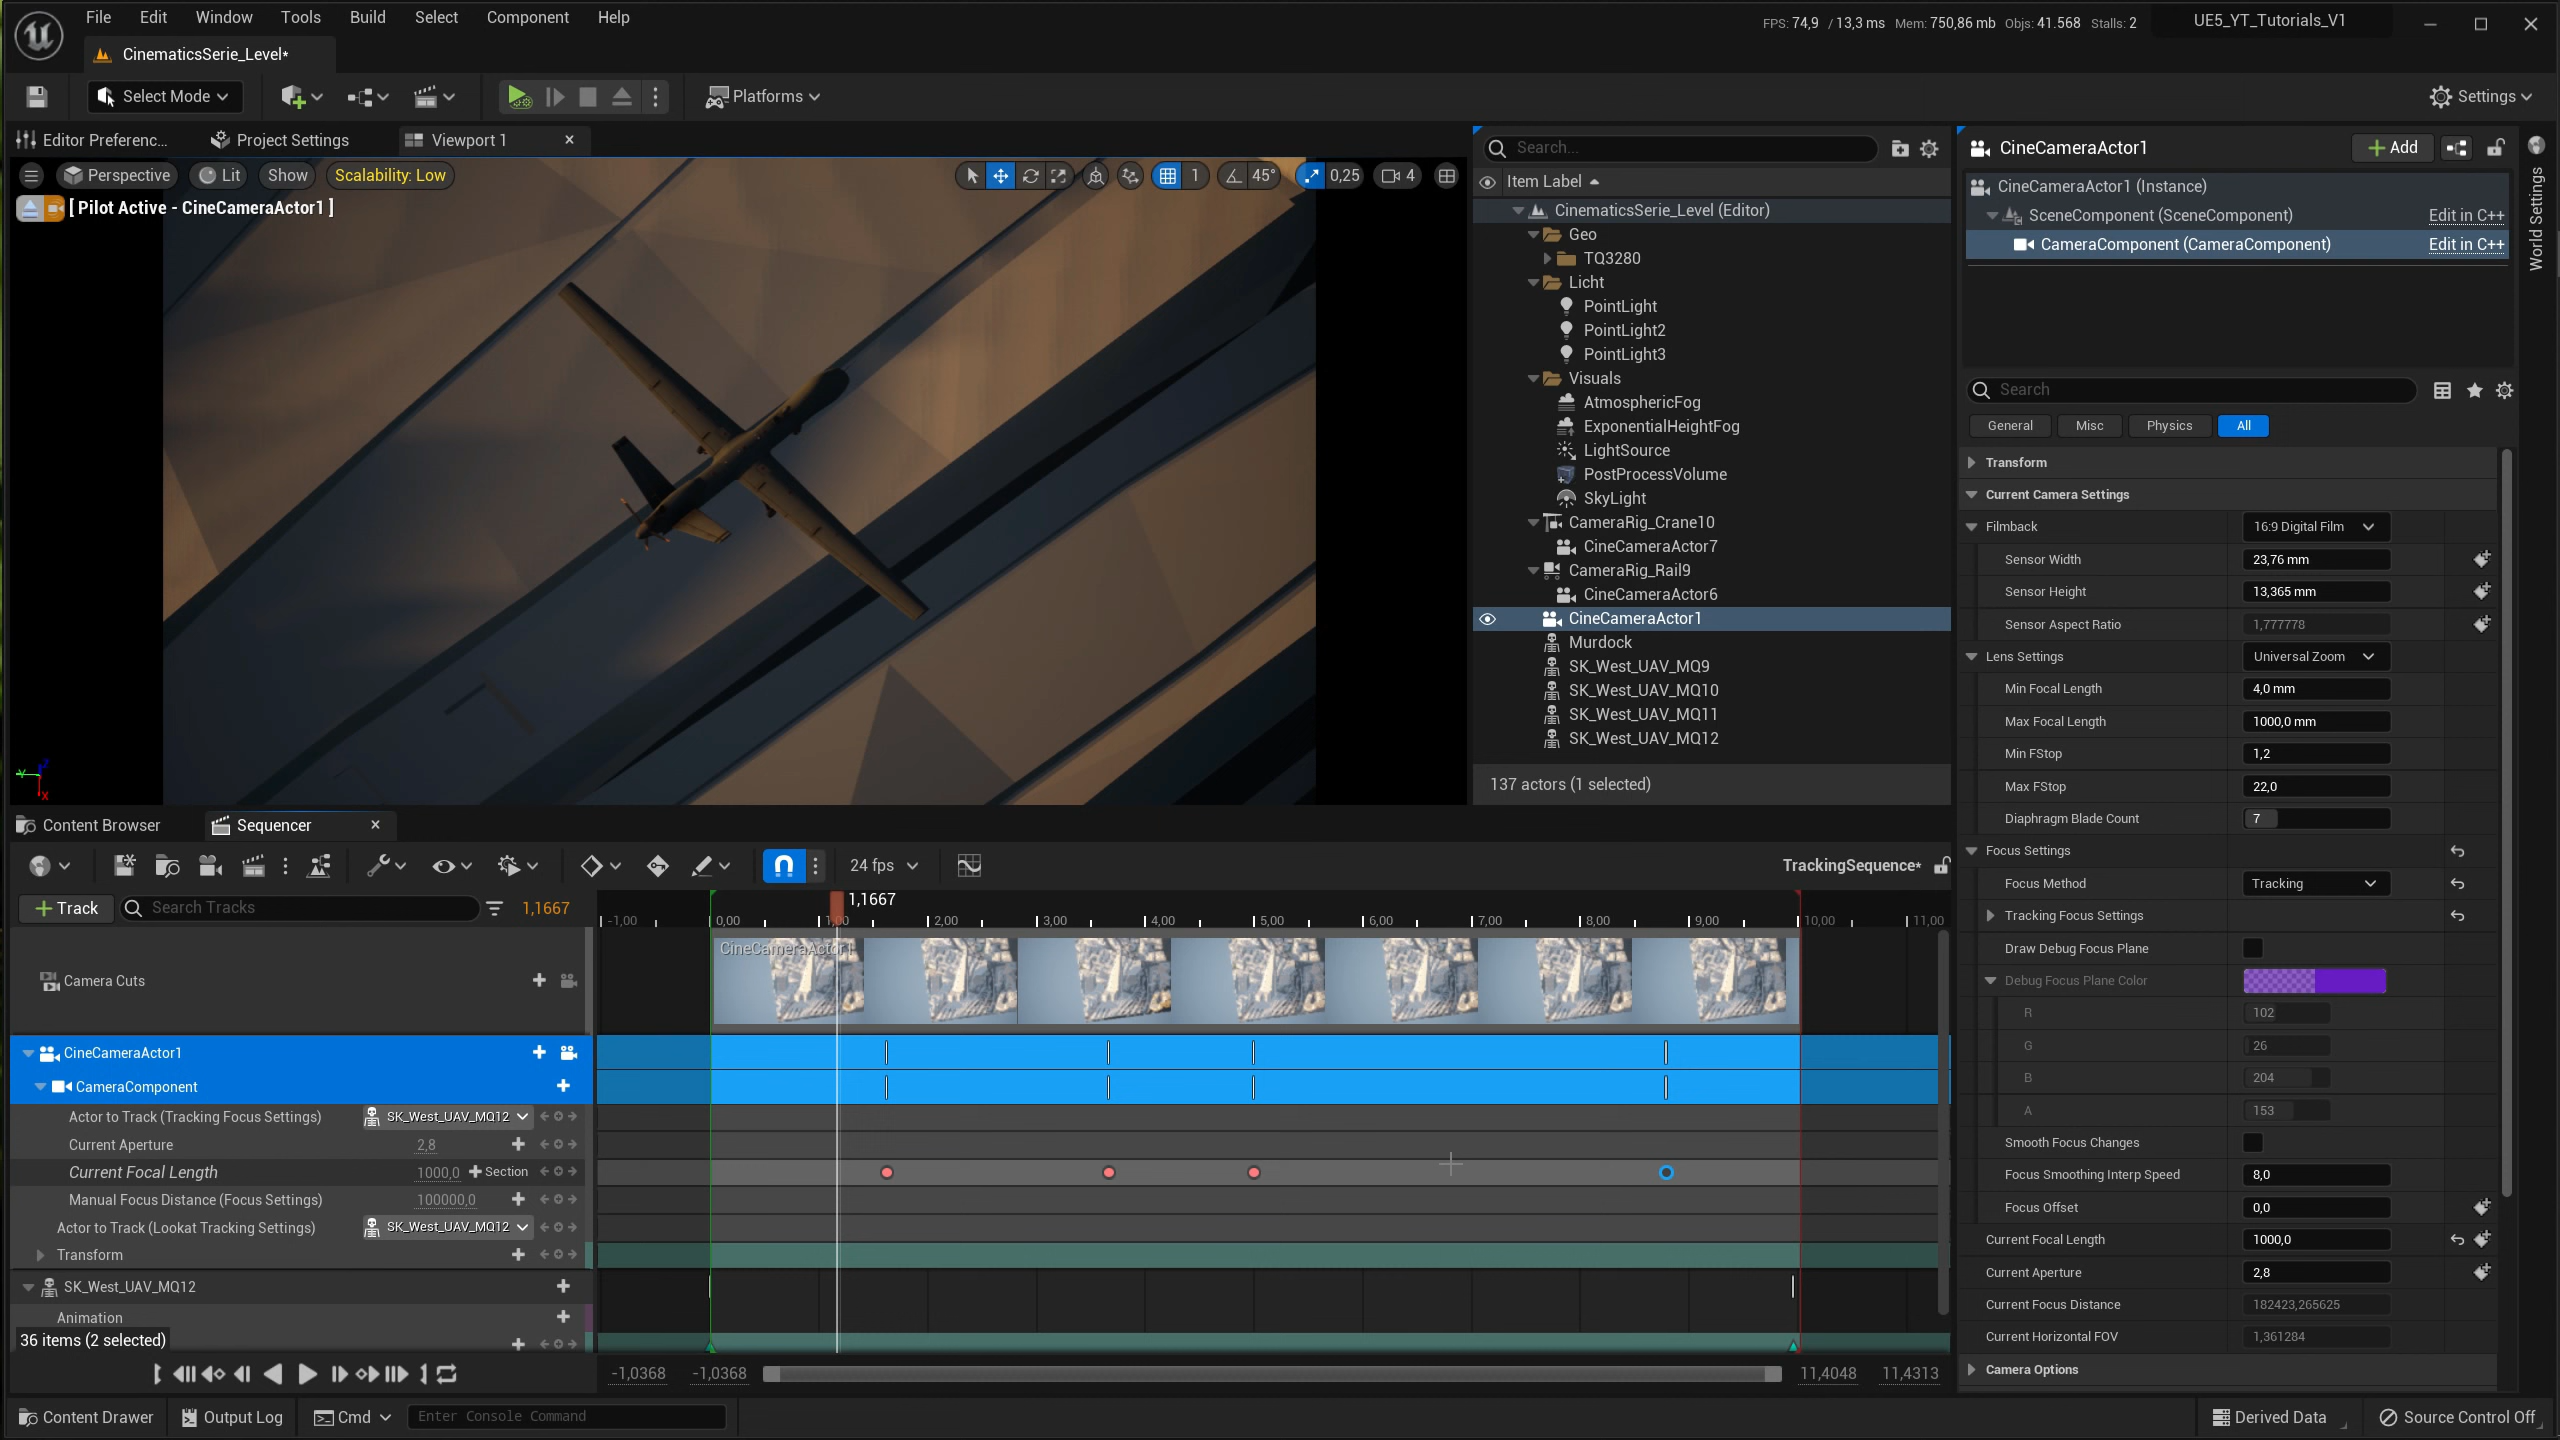 File Edit Window Tools Build Select Component Help
FPS: 74,9 / 13,3 ms Mem: 750,86 mb Objs: 41.568 Stalls: 2
UE5_YT_Tutorials_V1
CinematicsSerie_Level*
Select Mode
Platforms
Settings
Editor Preferenc...
Project Settings
Viewport 1
Perspective
Lit
Show
Scalability: Low
1
45°
0,25
4
[ Pilot Active - CineCameraActor1 ]
Search...
Item Label
CinematicsSerie_Level (Editor)
Geo
TQ3280
Licht
PointLight
PointLight2
PointLight3
Visuals
AtmosphericFog
ExponentialHeightFog
LightSource
PostProcessVolume
SkyLight
CameraRig_Crane10
CineCameraActor7
CameraRig_Rail9
CineCameraActor6
CineCameraActor1
Murdock
SK_West_UAV_MQ9
SK_West_UAV_MQ10
SK_West_UAV_MQ11
SK_West_UAV_MQ12
137 actors (1 selected)
CineCameraActor1
Add
CineCameraActor1 (Instance)
SceneComponent (SceneComponent) Edit in C++
CameraComponent (CameraComponent) Edit in C++
World Settings
Search
General Misc Physics All
Transform
Current Camera Settings
Filmback 16:9 Digital Film
Sensor Width 23,76 mm
Sensor Height 13,365 mm
Sensor Aspect Ratio 1,777778
Lens Settings Universal Zoom
Min Focal Length 4,0 mm
Max Focal Length 1000,0 mm
Min FStop 1,2
Max FStop 22,0
Diaphragm Blade Count 7
Focus Settings
Focus Method Tracking
Tracking Focus Settings
Draw Debug Focus Plane
Debug Focus Plane Color
R 102
G 26
B 204
A 153
Smooth Focus Changes
Focus Smoothing Interp Speed 8,0
Focus Offset 0,0
Current Focal Length 1000,0
Current Aperture 2,8
Current Focus Distance 182423,265625
Current Horizontal FOV 1,361284
Camera Options
Content Browser
Sequencer
24 fps
TrackingSequence*
Track
Search Tracks
1,1667
1,1667
-1,00 0,00 1,00 2,00 3,00 4,00 5,00 6,00 7,00 8,00 9,00 10,00 11,00
CineCameraActor1
Camera Cuts
CineCameraActor1
CameraComponent
Actor to Track (Tracking Focus Settings) SK_West_UAV_MQ12
Current Aperture 2,8
Current Focal Length 1000,0 Section
Manual Focus Distance (Focus Settings) 100000,0
Actor to Track (Lookat Tracking Settings) SK_West_UAV_MQ12
Transform
SK_West_UAV_MQ12
Animation
36 items (2 selected)
-1,0368 -1,0368 11,4048 11,4313
Content Drawer
Output Log
Cmd
Enter Console Command
Derived Data
Source Control Off